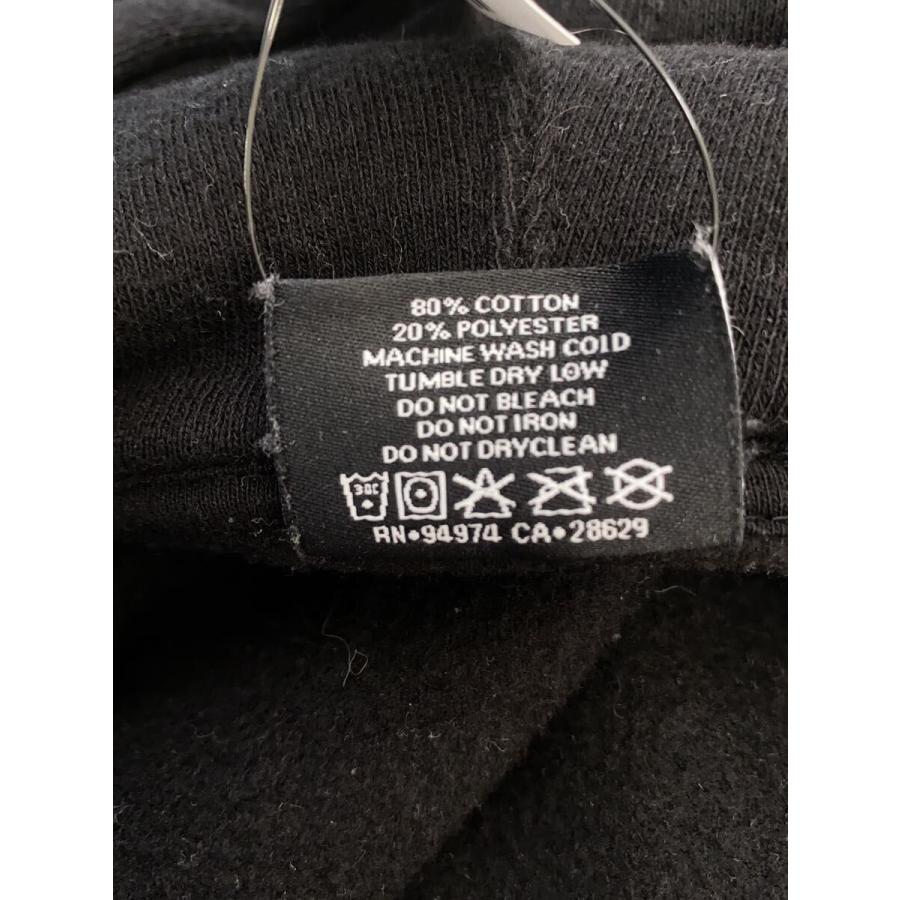 80% COTTON
20% POLYESTER
MACHINE WASH COLD
TUMBLE DRY LOW
DO NOT BLEACH
DO NOT IRON
DO NOT DRYCLEAN
30C
RN•94974 CA•28629